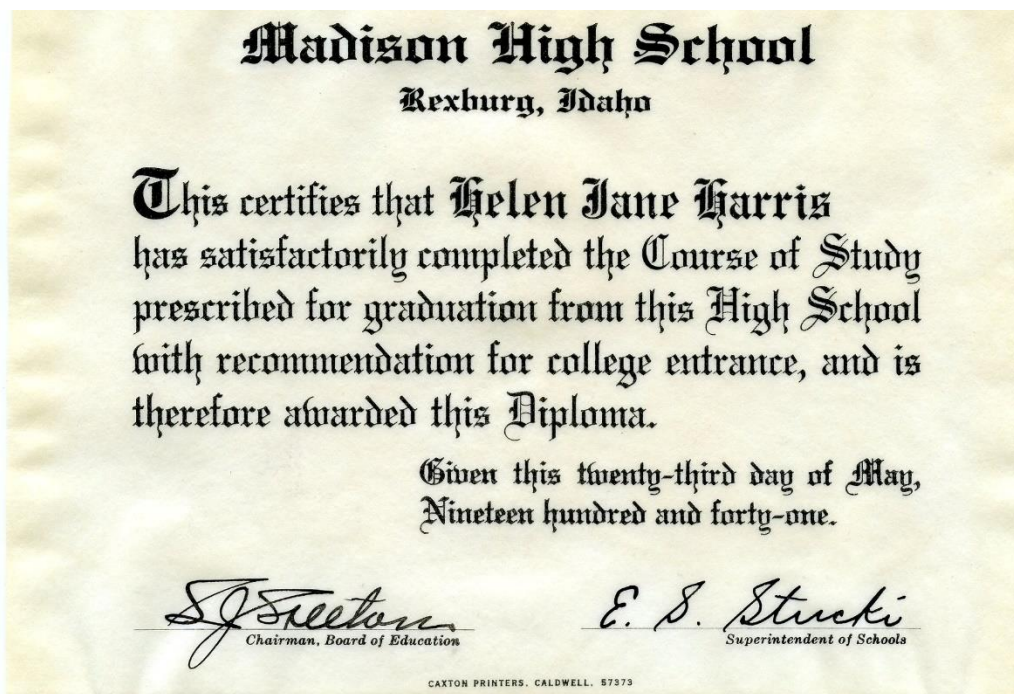 Madison High School
Rexburg, Idaho
This certifies that Helen Jane Harris
has satisfactorily completed the Course of Study
prescribed for graduation from this High School
with recommendation for college entrance, and is
therefore awarded this Diploma.
Given this twenty-third day of May,
Nineteen hundred and forty-one.
E. S. Stucki
Chairman, Board of Education
Superintendent of Schools
CAXTON PRINTERS. CALDWELL. 57373